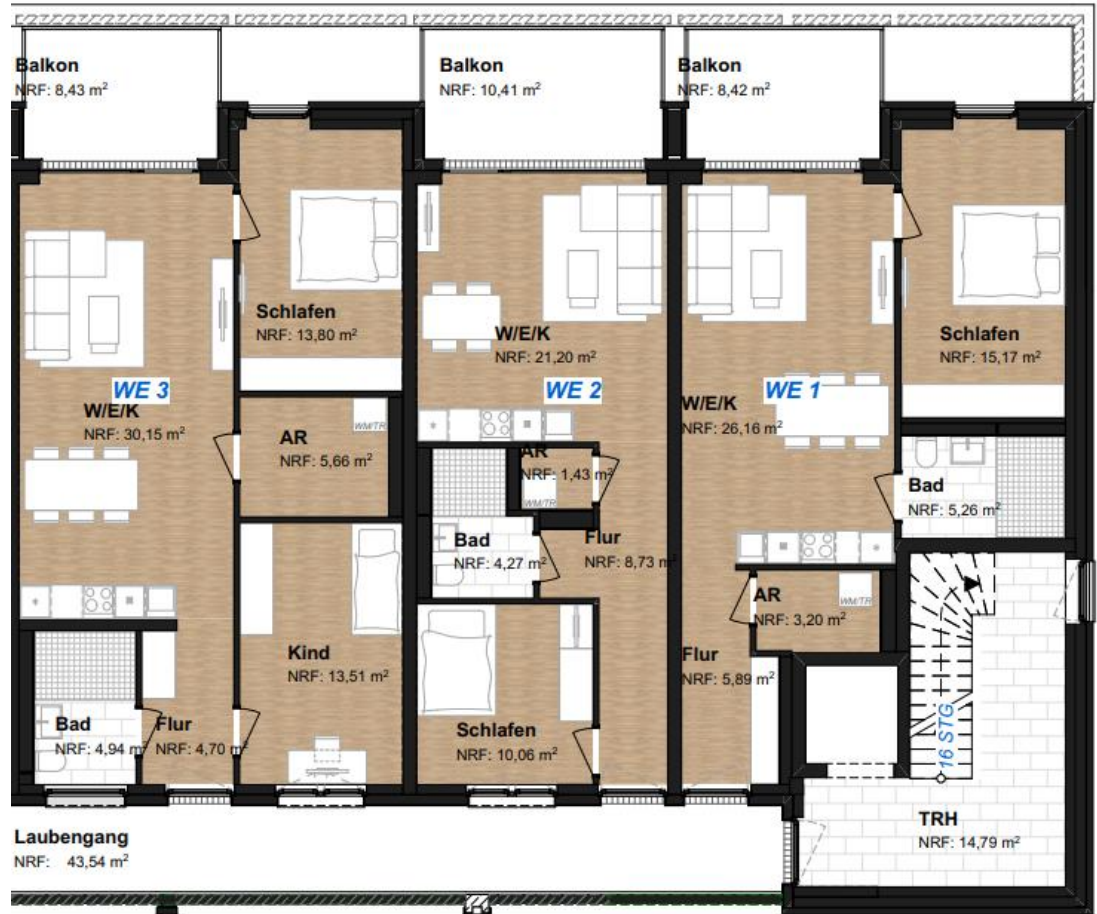 Balkon
NRF: 8,43 m²
Balkon
NRF: 10,41 m²
Balkon
NRF: 8,42 m²
Schlafen
NRF: 13,80 m²
W/E/K
NRF: 21,20 m²
Schlafen
NRF: 15,17 m²
WE 3
WE 2
WE 1
W/E/K
NRF: 30,15 m²
W/E/K
NRF: 26,16 m²
AR
NRF: 5,66 m²
WM/TR
AR
NRF: 1,43 m²
WM/TR
Bad
NRF: 5,26 m²
Bad
NRF: 4,27 m²
Flur
NRF: 8,73 m²
AR
NRF: 3,20 m²
WM/TR
Kind
NRF: 13,51 m²
Flur
NRF: 5,89 m²
Bad
NRF: 4,94 m²
Flur
NRF: 4,70 m²
Schlafen
NRF: 10,06 m²
16 STG
Laubengang
NRF: 43,54 m²
TRH
NRF: 14,79 m²